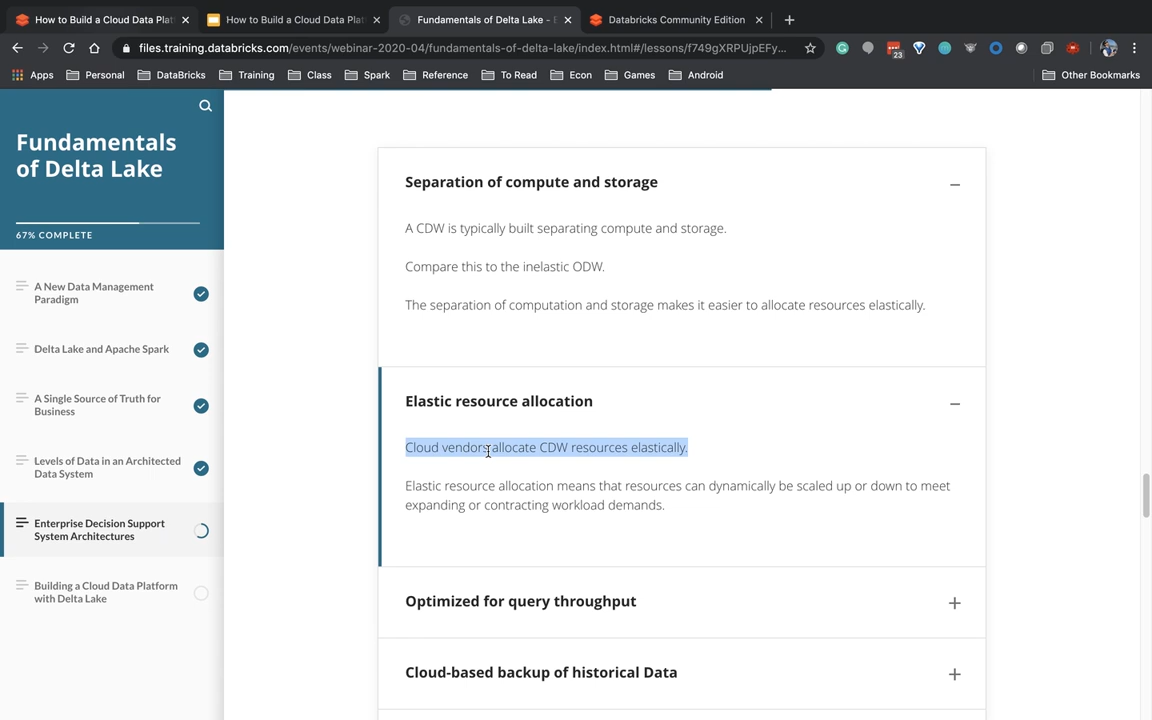 How to Build a Cloud Data Plat
How to Build a Cloud Data Plat
Fundamentals of Delta Lake - E
Databricks Community Edition
files.training.databricks.com/events/webinar-2020-04/fundamentals-of-delta-lake/index.html#/lessons/f749gXRPUjpEFy...
23
Apps
Personal
DataBricks
Training
Class
Spark
Reference
To Read
Econ
Games
Android
Other Bookmarks
Fundamentals
of Delta Lake
67% COMPLETE
A New Data Management
Paradigm
Delta Lake and Apache Spark
A Single Source of Truth for
Business
Levels of Data in an Architected
Data System
Enterprise Decision Support
System Architectures
Building a Cloud Data Platform
with Delta Lake
Separation of compute and storage
A CDW is typically built separating compute and storage.
Compare this to the inelastic ODW.
The separation of computation and storage makes it easier to allocate resources elastically.
Elastic resource allocation
Cloud vendors allocate CDW resources elastically.
Elastic resource allocation means that resources can dynamically be scaled up or down to meet
expanding or contracting workload demands.
Optimized for query throughput
Cloud-based backup of historical Data